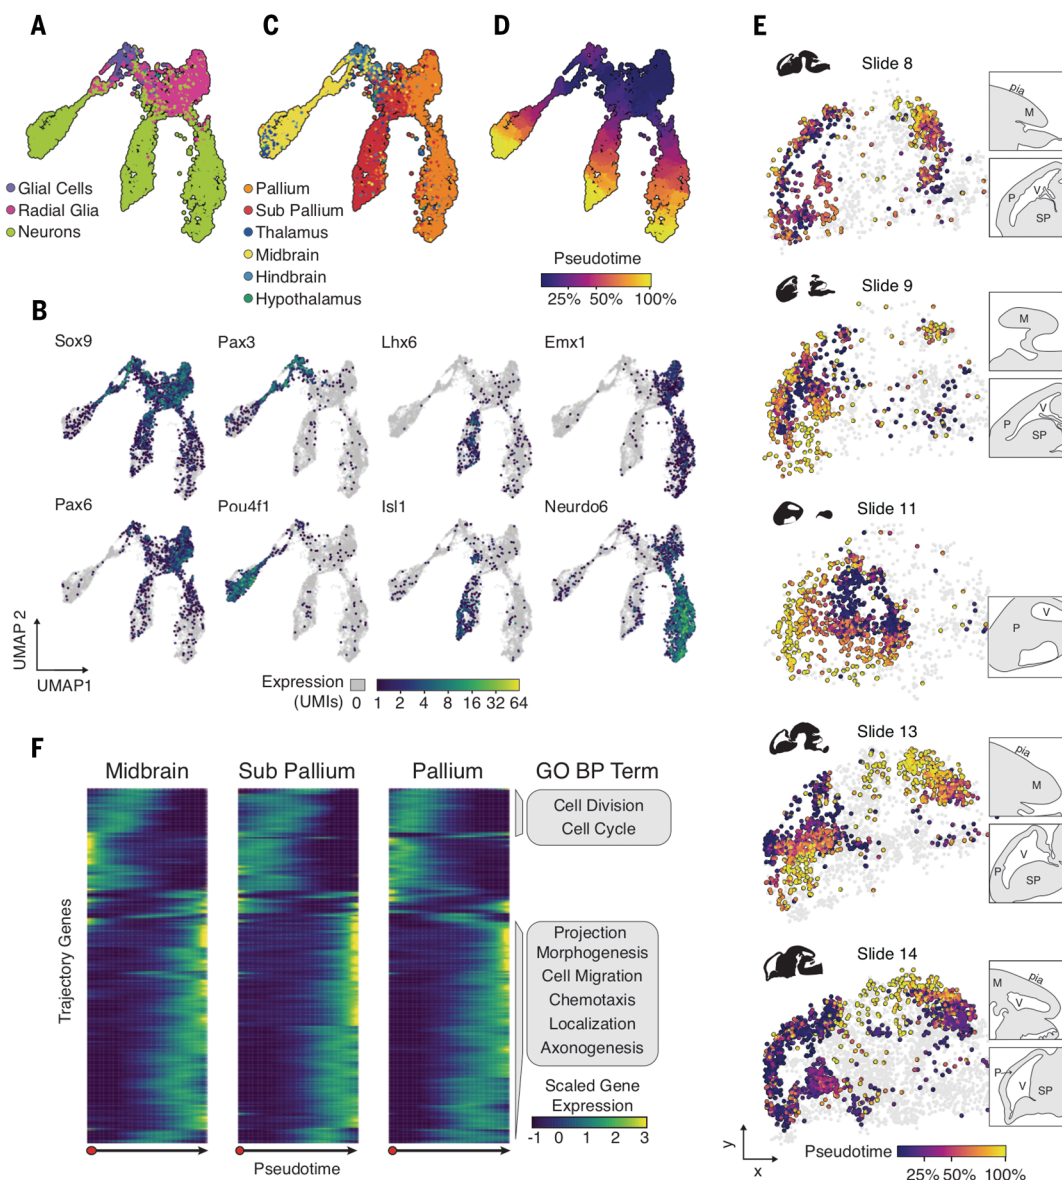 A
Glial Cells
Radial Glia
Neurons
C
Pallium
Sub Pallium
Thalamus
Midbrain
Hindbrain
Hypothalamus
D
Pseudotime
25% 50% 100%
B
Sox9 Pax3 Lhx6 Emx1
Pax6 Pou4f1 Isl1 Neurdo6
UMAP 2
UMAP1
Expression
(UMIs)
0 1 2 4 8 16 32 64
E
Slide 8
pia
M
P V
SP
Slide 9
M
P V
SP
Slide 11
P V
Slide 13
pia
M
V
P SP
Slide 14
M pia
V
P
V SP
y
x
Pseudotime
25% 50% 100%
F
Midbrain Sub Pallium Pallium GO BP Term
Trajectory Genes
Cell Division
Cell Cycle
Projection
Morphogenesis
Cell Migration
Chemotaxis
Localization
Axonogenesis
Scaled Gene
Expression
-1 0 1 2 3
Pseudotime